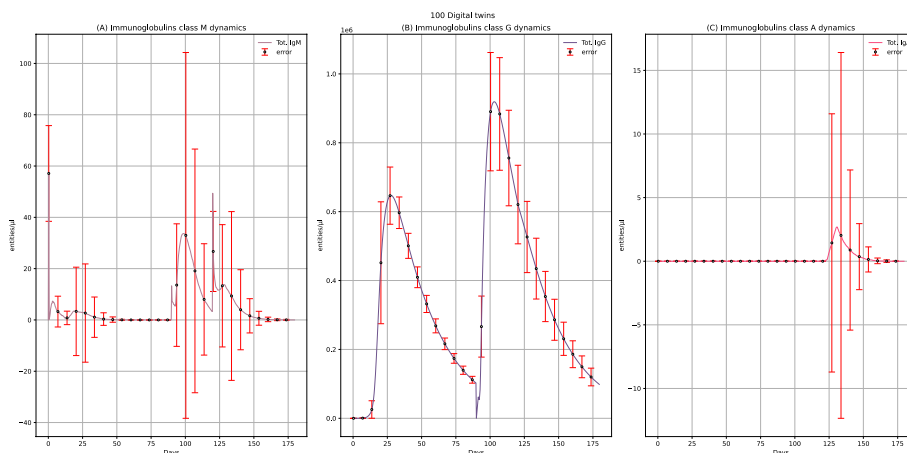 100 Digital twins
(A) Immunoglobulins class M dynamics
(B) Immunoglobulins class G dynamics
(C) Immunoglobulins class A dynamics
entities/μl
100
80
60
40
20
0
−20
−40
0 25 50 75 100 125 150 175
Days
Tot. IgM
error
1e6
entities/μl
1.0
0.8
0.6
0.4
0.2
0.0
0 25 50 75 100 125 150 175
Days
Tot. IgG
error
entities/μl
15
10
5
0
−5
−10
0 25 50 75 100 125 150 175
Days
error